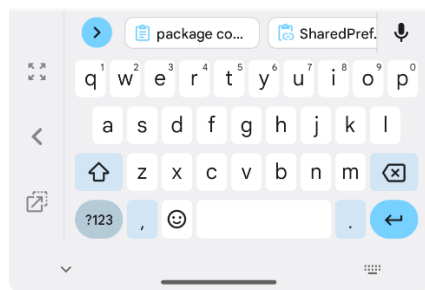 package co... SharedPref.
q1 w2 e3 r4 t5 y6 u7 i8 o9 p0
a s d f g h j k l
z x c v b n m
?123 , .